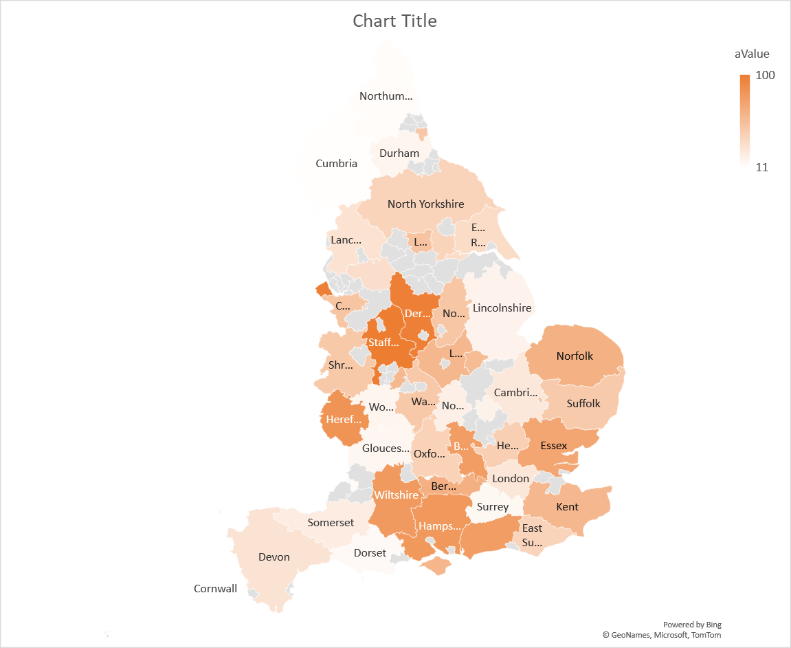 Chart Title
aValue
100
11
Northum...
Durham
Cumbria
North Yorkshire
Lanc...
L...
E...
R...
C...
Der...
No...
Lincolnshire
Staff...
L...
Norfolk
Shr...
Cambri...
Suffolk
Heref...
Wo...
Wa...
No...
Glouces...
Oxfo...
B...
He...
Essex
London
Wiltshire
Ber...
Surrey
Kent
Somerset
Hamps...
East
Su...
Dorset
Devon
Cornwall
Powered by Bing
© GeoNames, Microsoft, TomTom